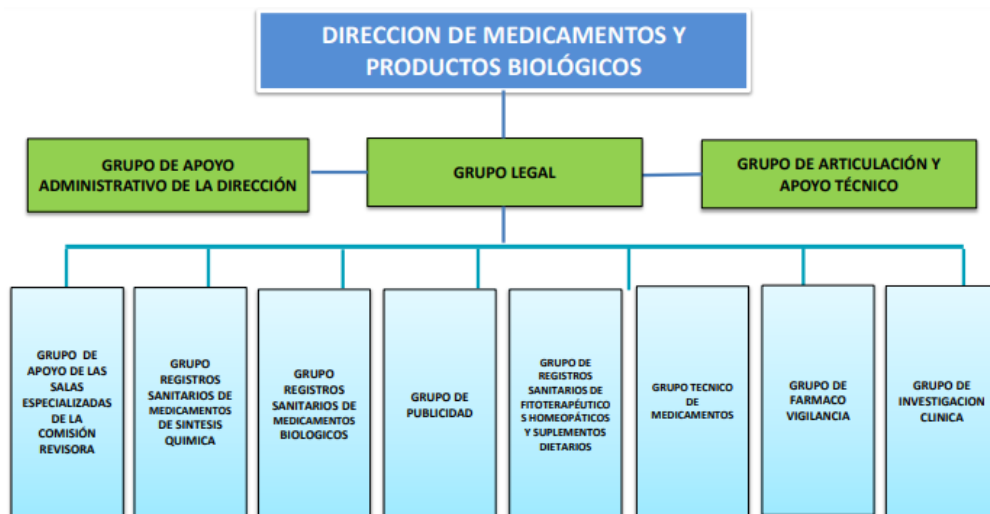 DIRECCION DE MEDICAMENTOS Y
PRODUCTOS BIOLÓGICOS
GRUPO DE APOYO
ADMINISTRATIVO DE LA DIRECCIÓN
GRUPO LEGAL
GRUPO DE ARTICULACIÓN Y
APOYO TÉCNICO
GRUPO DE
APOYO DE LAS
SALAS
ESPECIALIZADAS
DE LA
COMISIÓN
REVISORA
GRUPO
REGISTROS
SANITARIOS DE
MEDICAMENTOS
DE SINTESIS
QUIMICA
GRUPO
REGISTROS
SANITARIOS DE
MEDICAMENTOS
BIOLOGICOS
GRUPO DE
PUBLICIDAD
GRUPO DE
REGISTROS
SANITARIOS DE
FITOTERAPÉUTICO
S HOMEOPÁTICOS
Y SUPLEMENTOS
DIETARIOS
GRUPO TECNICO
DE
MEDICAMENTOS
GRUPO DE
FARMACO
VIGILANCIA
GRUPO DE
INVESTIGACION
CLINICA